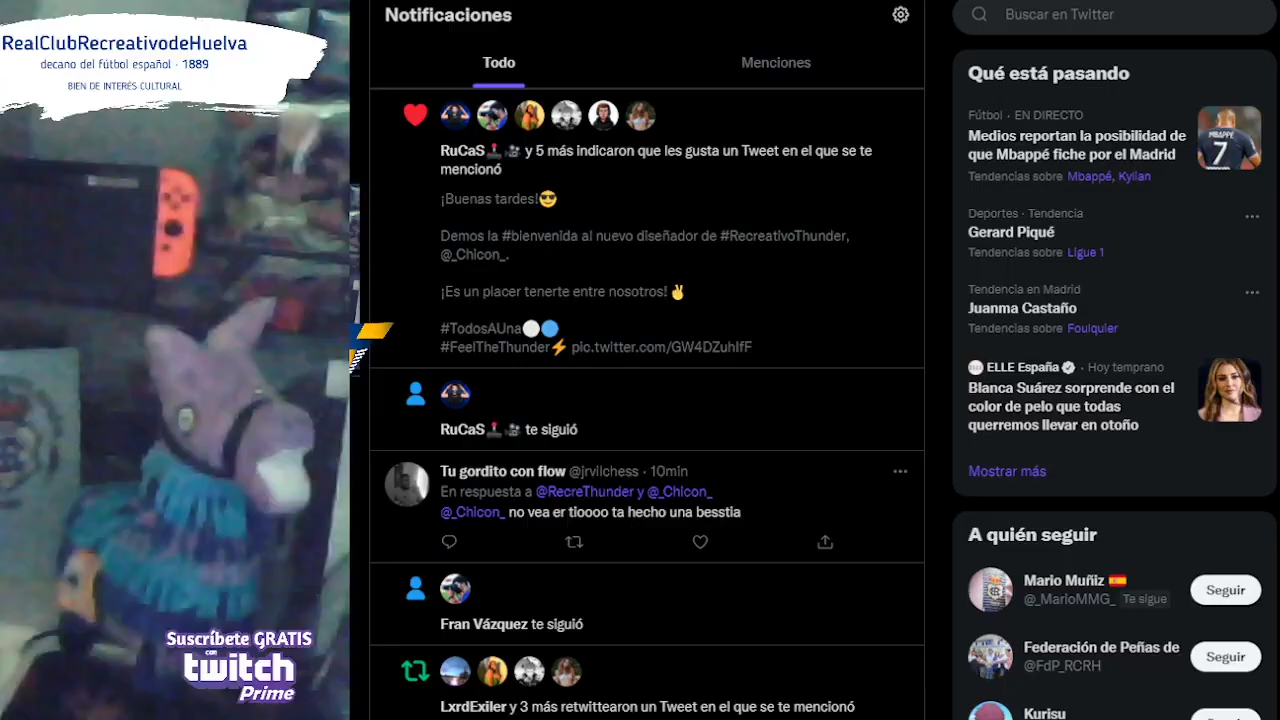 RealClubRecreativodeHuelva
decano del fútbol español · 1889
BIEN DE INTERÉS CULTURAL
Suscríbete GRATIS
con
twitch
Prime
Notificaciones
Todo
Menciones
RuCaS y 5 más indicaron que les gusta un Tweet en el que se te
mencionó
¡Buenas tardes!😎
Demos la #bienvenida al nuevo diseñador de #RecreativoThunder,
@_Chlcon_.
¡Es un placer tenerte entre nosotros!✌
#TodosAUna⚪🔵
#FeelTheThunder⚡ pic.twitter.com/GW4DZuhIfF
RuCaS te siguió
Tu gordito con flow @jrvilchess · 10min
En respuesta a @RecreThunder y @_Chlcon_
@_Chlcon_ no vea er tloooo ta hecho una besstia
Fran Vázquez te siguió
LxrdExiler y 3 más retwittearon un Tweet en el que se te mencionó
Buscar en Twitter
Qué está pasando
Fútbol · EN DIRECTO
Medios reportan la posibilidad de
que Mbappé fiche por el Madrid
Tendencias sobre Mbappé, Kylian
MBAPPÉ
7
Deportes · Tendencia
Gerard Piqué
Tendencias sobre Ligue 1
Tendencia en Madrid
Juanma Castaño
Tendencias sobre Foulquier
ELLE España · Hoy temprano
Blanca Suárez sorprende con el
color de pelo que todas
querremos llevar en otoño
Mostrar más
A quién seguir
Mario Muñiz 🇪🇸
@_MarioMMG_ Te sigue
Seguir
Federación de Peñas de
@FdP_RCRH
Seguir
Kurisu